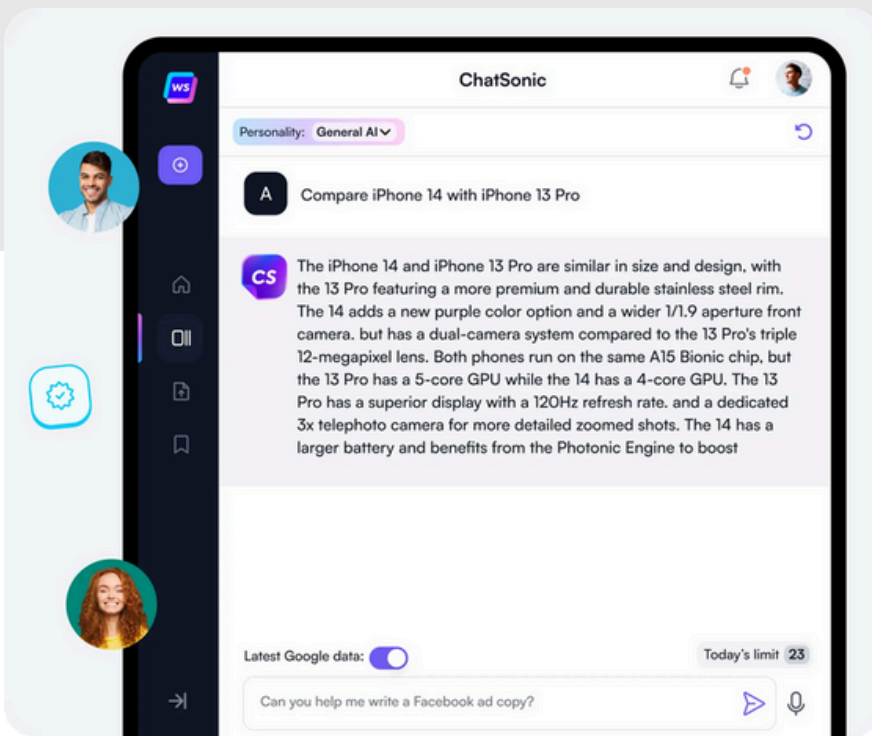 ws
ChatSonic
Personality: General AI
A
Compare iPhone 14 with iPhone 13 Pro
CS
The iPhone 14 and iPhone 13 Pro are similar in size and design, with
the 13 Pro featuring a more premium and durable stainless steel rim.
The 14 adds a new purple color option and a wider 1/1.9 aperture front
camera. but has a dual-camera system compared to the 13 Pro's triple
12-megapixel lens. Both phones run on the same A15 Bionic chip, but
the 13 Pro has a 5-core GPU while the 14 has a 4-core GPU. The 13
Pro has a superior display with a 120Hz refresh rate. and a dedicated
3x telephoto camera for more detailed zoomed shots. The 14 has a
larger battery and benefits from the Photonic Engine to boost
Latest Google data:
Today's limit 23
Can you help me write a Facebook ad copy?